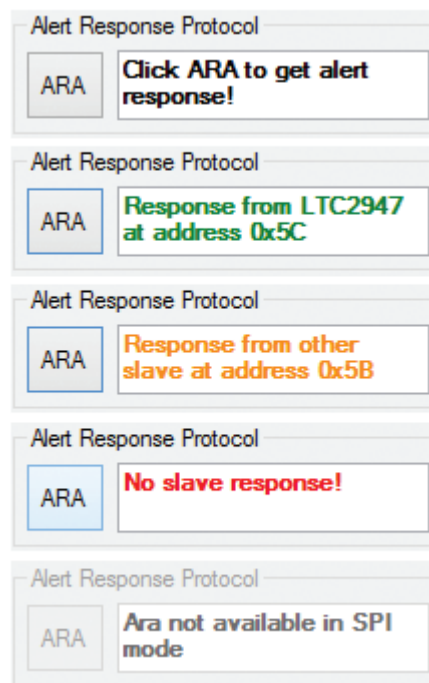 Alert Response Protocol
ARA
Click ARA to get alert
response!
Alert Response Protocol
ARA
Response from LTC2947
at address 0x5C
Alert Response Protocol
ARA
Response from other
slave at address 0x5B
Alert Response Protocol
ARA
No slave response!
Alert Response Protocol
ARA
Ara not available in SPI
mode